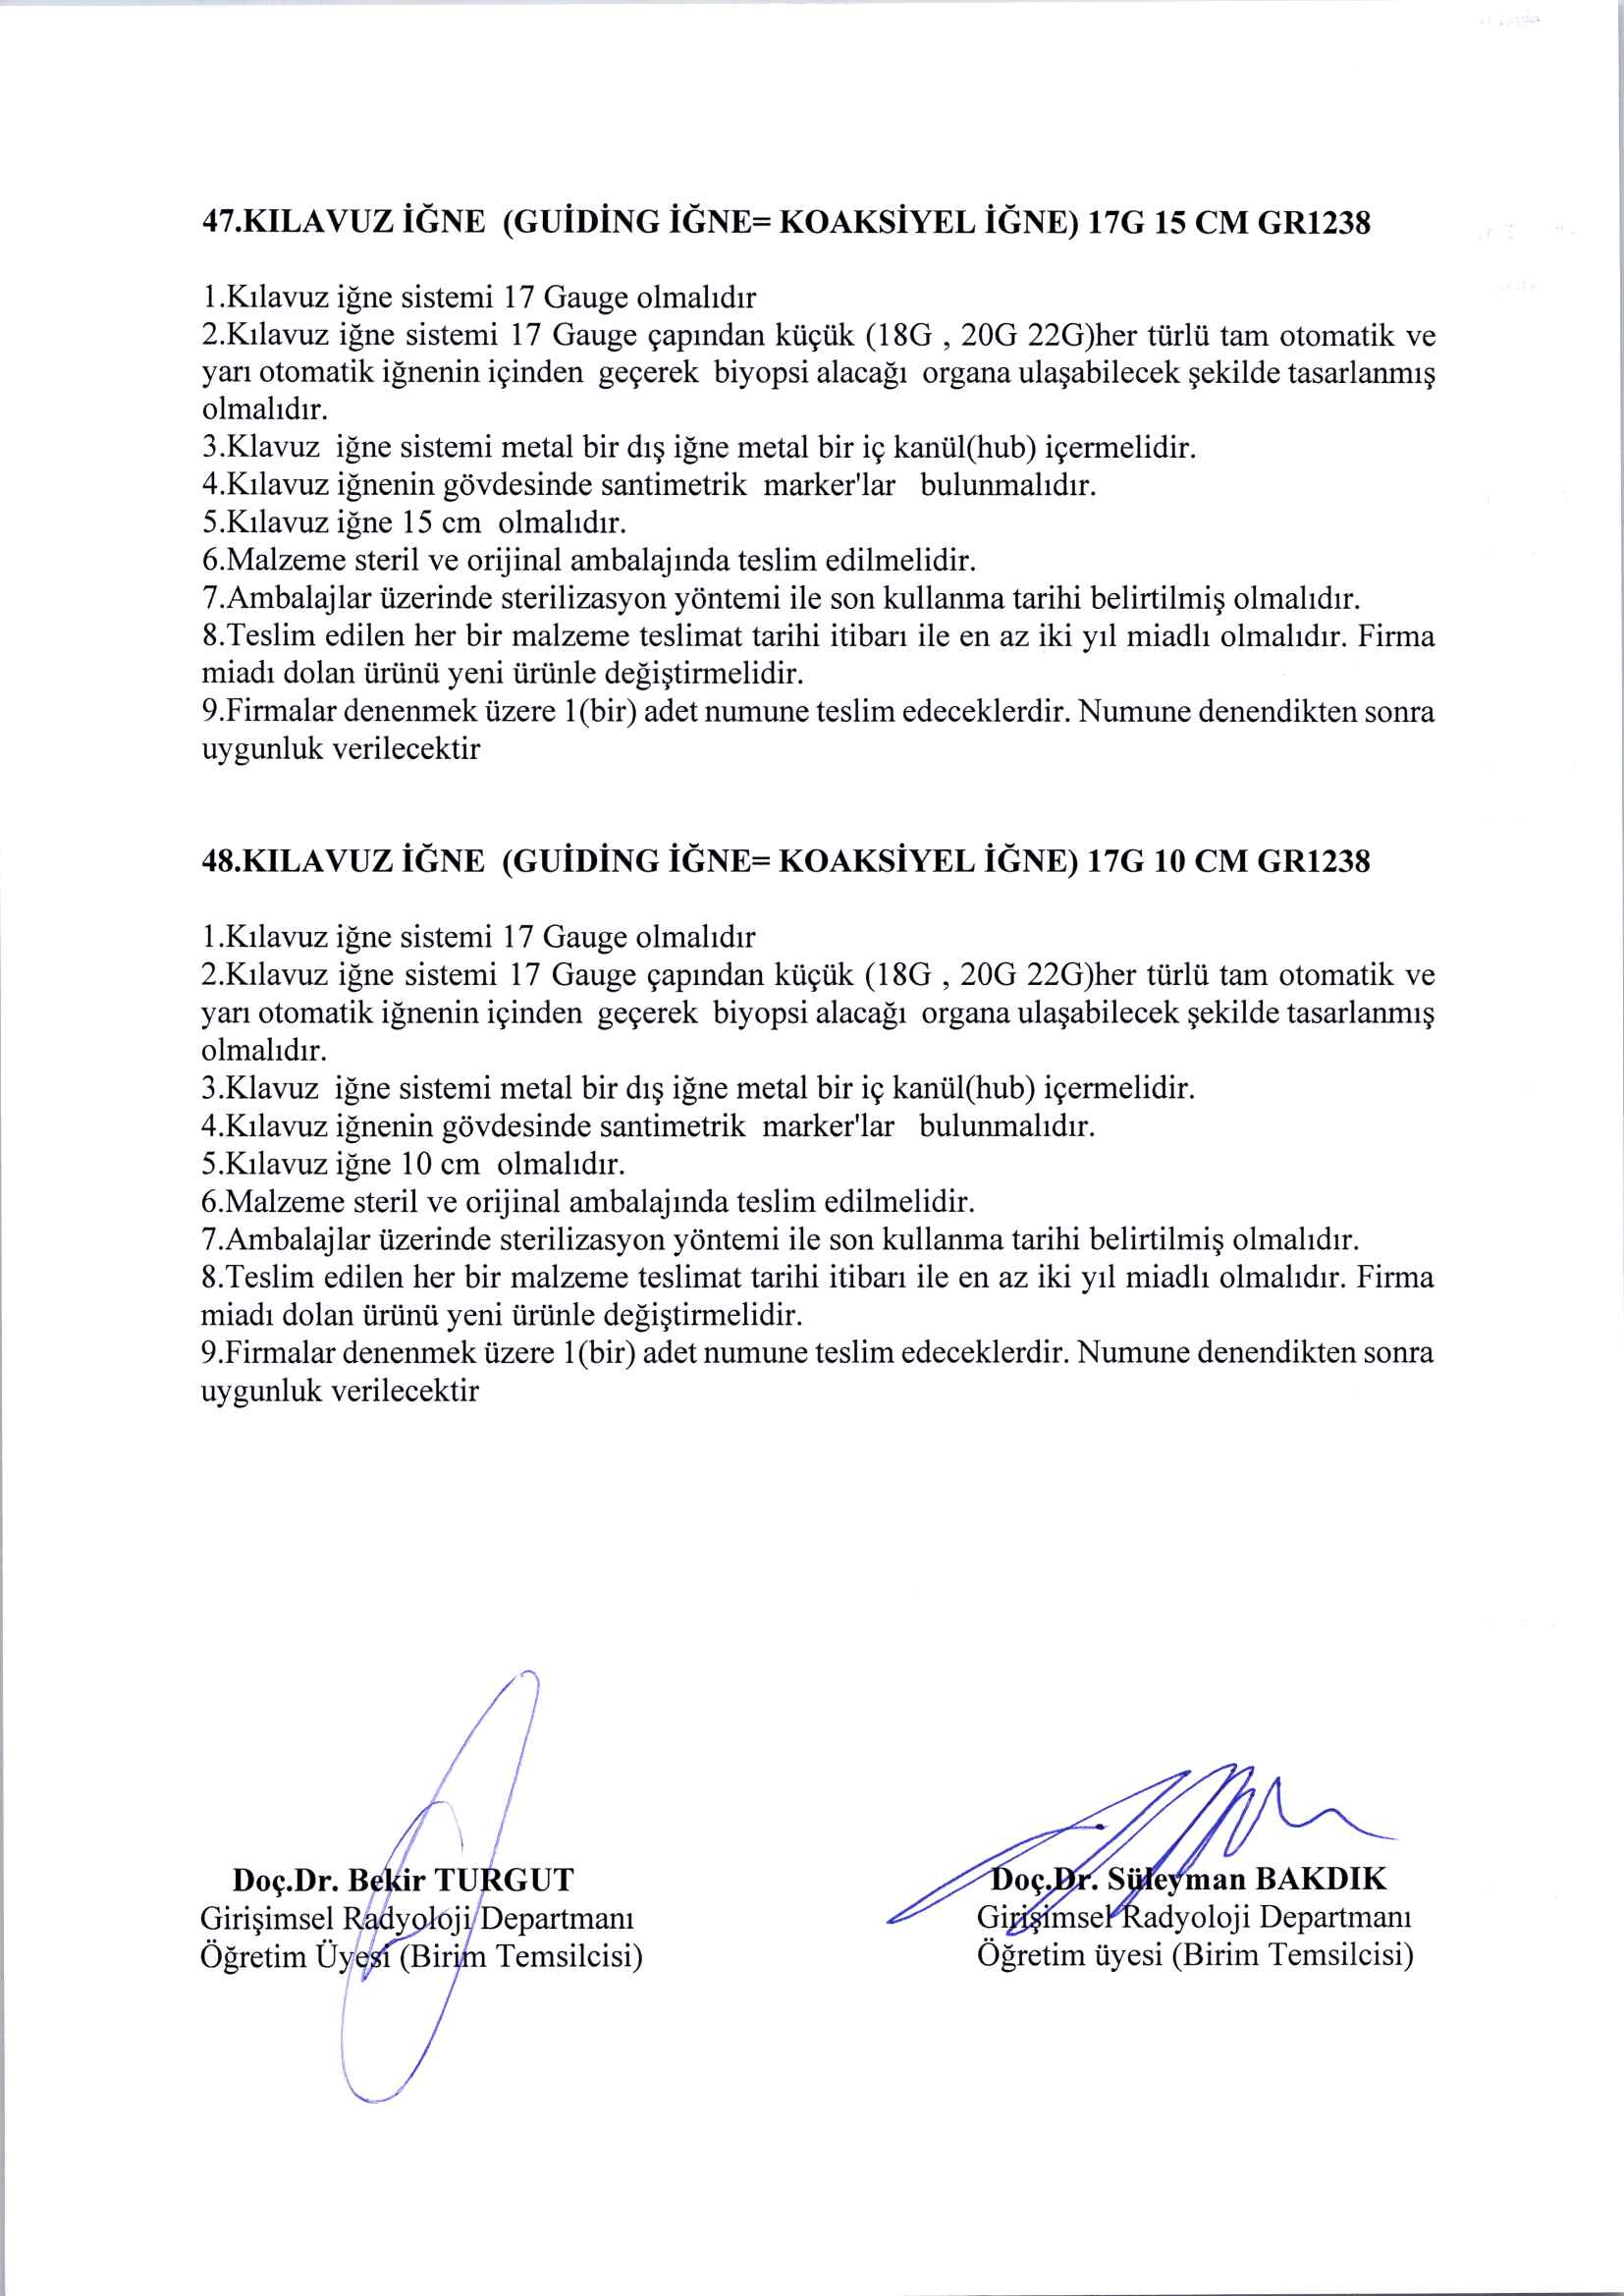 47.KILAVUZ İĞNE (GUİDİNG İĞNE= KOAKSİYEL İĞNE) 17G 15 CM GR1238
1.Kılavuz iğne sistemi 17 Gauge olmalıdır
2.Kılavuz iğne sistemi 17 Gauge çapından küçük (18G , 20G 22G)her türlü tam otomatik ve
yarı otomatik iğnenin içinden geçerek biyopsi alacağı organa ulaşabilecek şekilde tasarlanmış
olmalıdır.
3.Klavuz iğne sistemi metal bir dış iğne metal bir iç kanül(hub) içermelidir.
4.Kılavuz iğnenin gövdesinde santimetrik marker'lar bulunmalıdır.
5.Kılavuz iğne 15 cm olmalıdır.
6.Malzeme steril ve orijinal ambalajında teslim edilmelidir.
7.Ambalajlar üzerinde sterilizasyon yöntemi ile son kullanma tarihi belirtilmiş olmalıdır.
8.Teslim edilen her bir malzeme teslimat tarihi itibarı ile en az iki yıl miadlı olmalıdır. Firma
miadı dolan ürünü yeni ürünle değiştirmelidir.
9.Firmalar denenmek üzere 1(bir) adet numune teslim edeceklerdir. Numune denendikten sonra
uygunluk verilecektir
48.KILAVUZ İĞNE (GUİDİNG İĞNE= KOAKSİYEL İĞNE) 17G 10 CM GR1238
1.Kılavuz iğne sistemi 17 Gauge olmalıdır
2.Kılavuz iğne sistemi 17 Gauge çapından küçük (18G , 20G 22G)her türlü tam otomatik ve
yarı otomatik iğnenin içinden geçerek biyopsi alacağı organa ulaşabilecek şekilde tasarlanmış
olmalıdır.
3.Klavuz iğne sistemi metal bir dış iğne metal bir iç kanül(hub) içermelidir.
4.Kılavuz iğnenin gövdesinde santimetrik marker'lar bulunmalıdır.
5.Kılavuz iğne 10 cm olmalıdır.
6.Malzeme steril ve orijinal ambalajında teslim edilmelidir.
7.Ambalajlar üzerinde sterilizasyon yöntemi ile son kullanma tarihi belirtilmiş olmalıdır.
8.Teslim edilen her bir malzeme teslimat tarihi itibarı ile en az iki yıl miadlı olmalıdır. Firma
miadı dolan ürünü yeni ürünle değiştirmelidir.
9.Firmalar denenmek üzere 1(bir) adet numune teslim edeceklerdir. Numune denendikten sonra
uygunluk verilecektir
Doç.Dr. Bekir TURGUT
Girişimsel Radyoloji Departmanı
Öğretim Üyesi (Birim Temsilcisi)
Doç.Dr. Süleyman BAKDIK
Girişimsel Radyoloji Departmanı
Öğretim üyesi (Birim Temsilcisi)